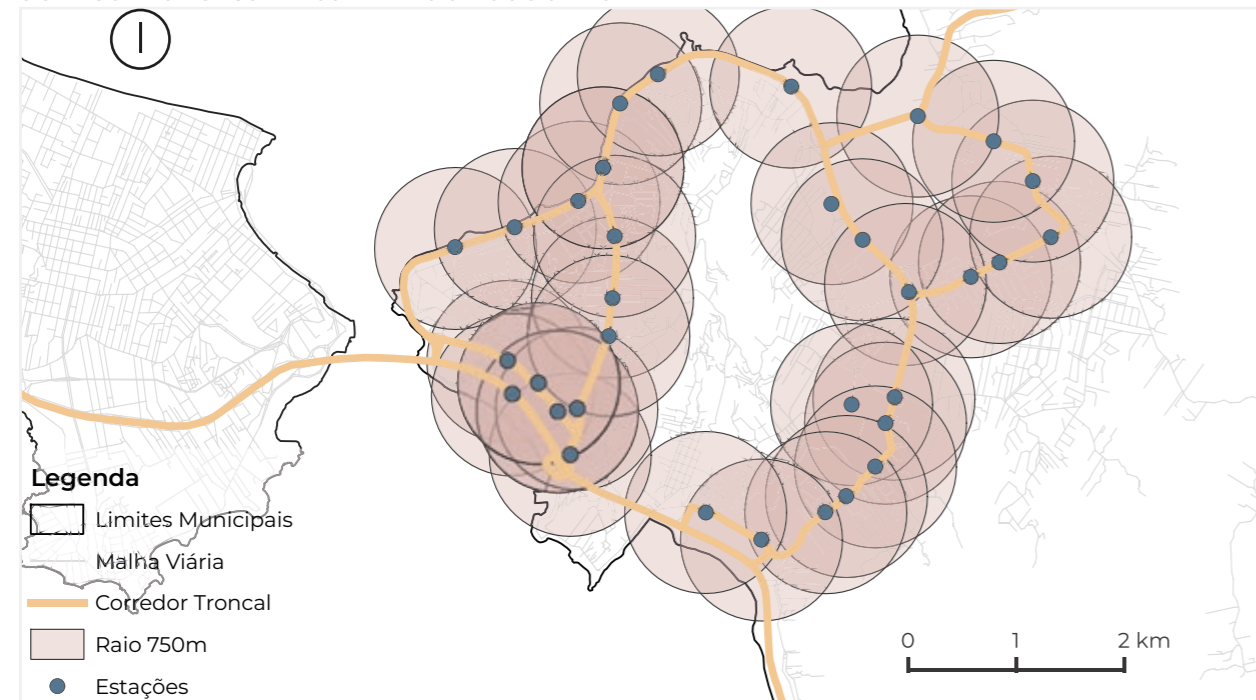 Legenda
Limites Municipais
Malha Viária
Corredor Troncal
Raio 750m
Estações
0 1 2 km